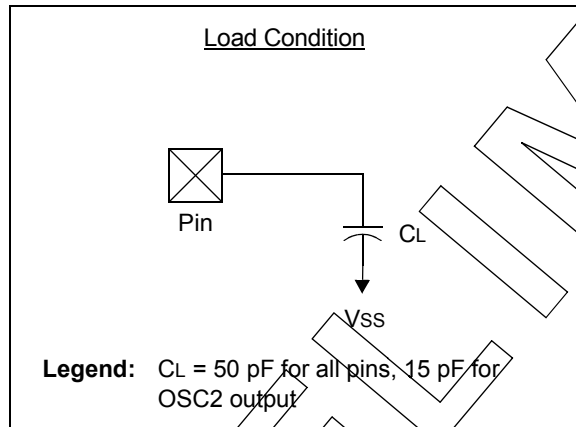 Load Condition
Pin
CL
VSS
Legend: CL = 50 pF for all pins, 15 pF for
OSC2 output